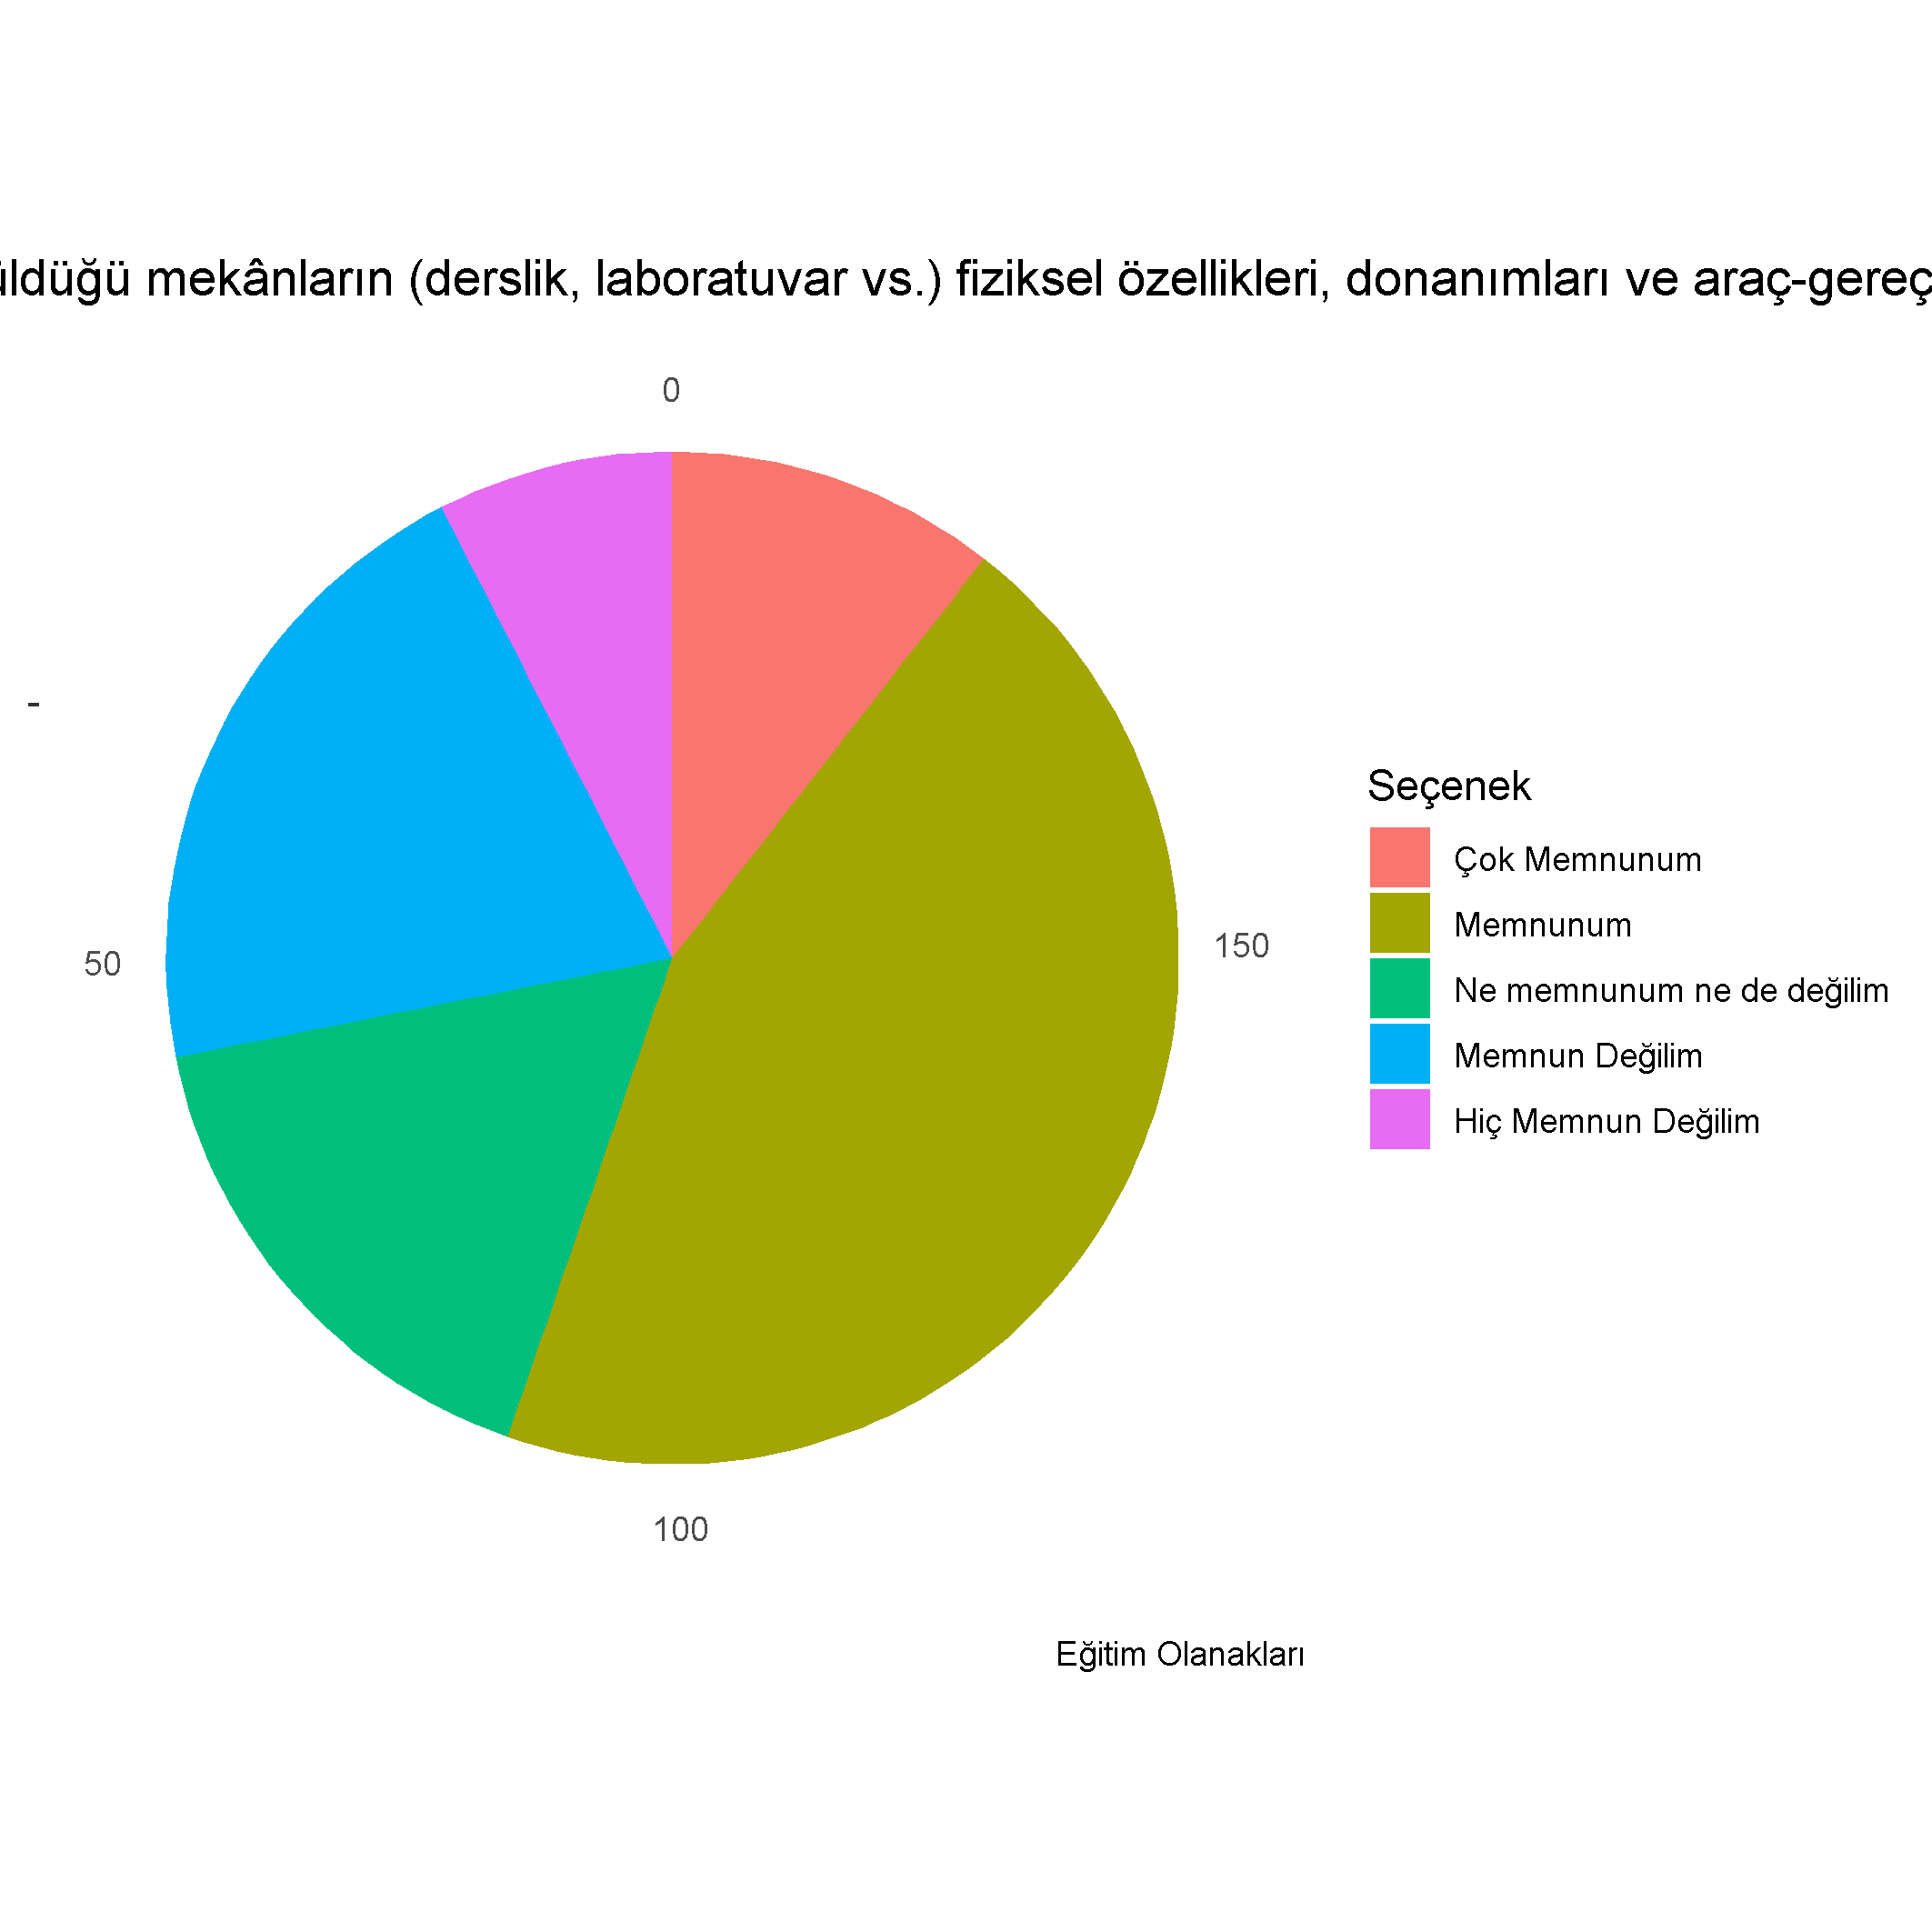 üldüğü mekânların (derslik, laboratuvar vs.) fiziksel özellikleri, donanımları ve araç-gereç
0
-
50
150
100
Seçenek
Çok Memnunum
Memnunum
Ne memnunum ne de değilim
Memnun Değilim
Hiç Memnun Değilim
Eğitim Olanakları